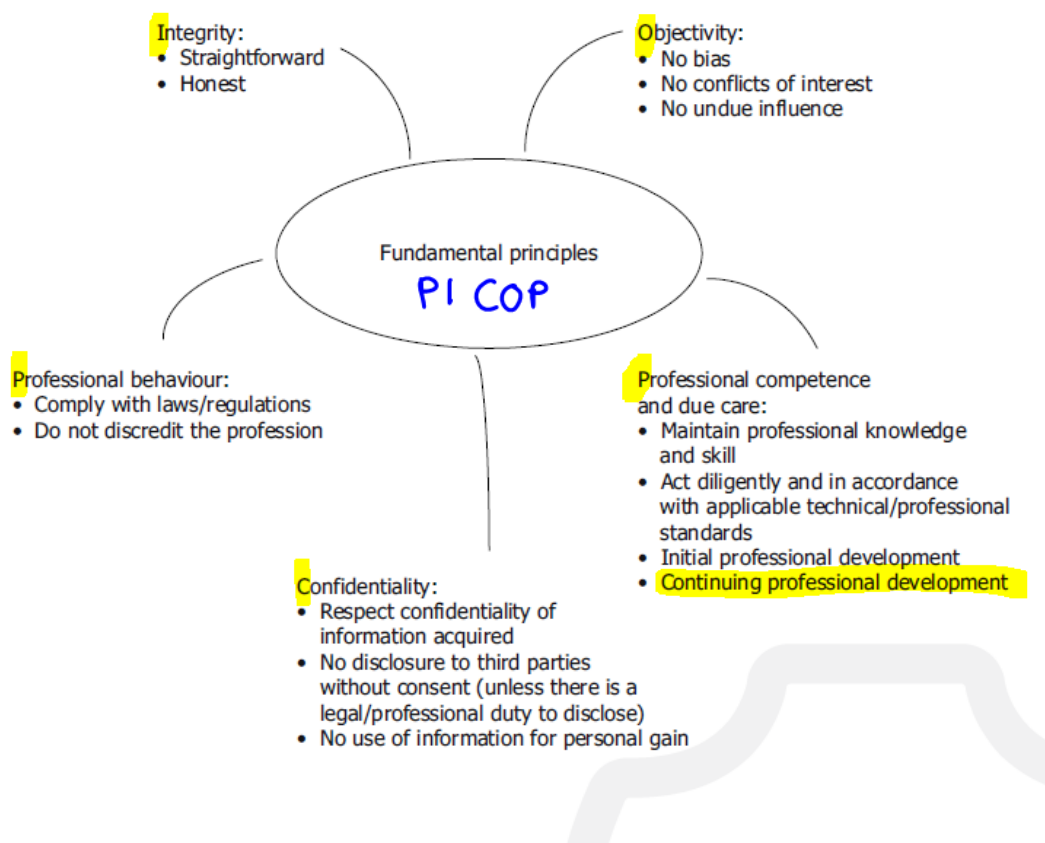 Integrity:
• Straightforward
• Honest
Objectivity:
• No bias
• No conflicts of interest
• No undue influence
Fundamental principles
PI COP
Professional behaviour:
• Comply with laws/regulations
• Do not discredit the profession
Professional competence
and due care:
• Maintain professional knowledge
and skill
• Act diligently and in accordance
with applicable technical/professional
standards
• Initial professional development
• Continuing professional development
Confidentiality:
• Respect confidentiality of
information acquired
• No disclosure to third parties
without consent (unless there is a
legal/professional duty to disclose)
• No use of information for personal gain